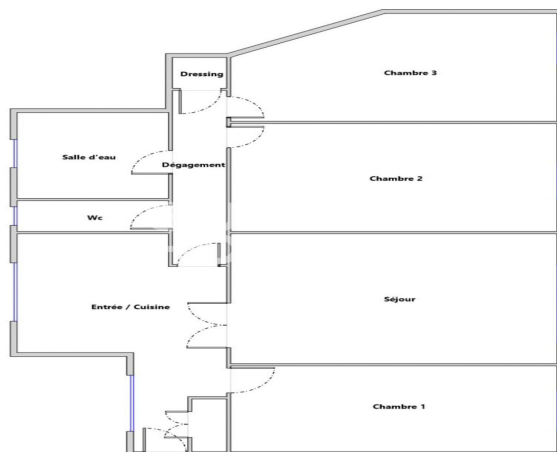 Dressing
Chambre 3
Salle d'eau
Dégagement
Chambre 2
Wc
Entrée / Cuisine
Séjour
Chambre 1